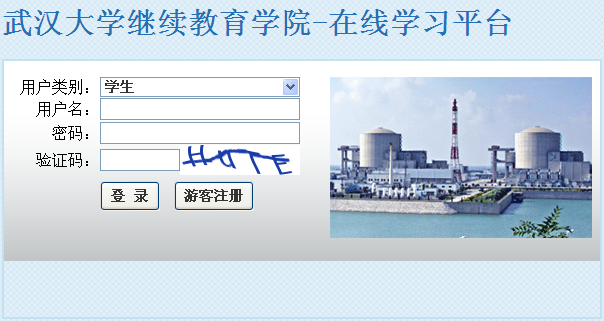 武汉大学继续教育学院-在线学习平台
用户类别： 学生
用户名：
密码：
验证码：
登 录 游客注册